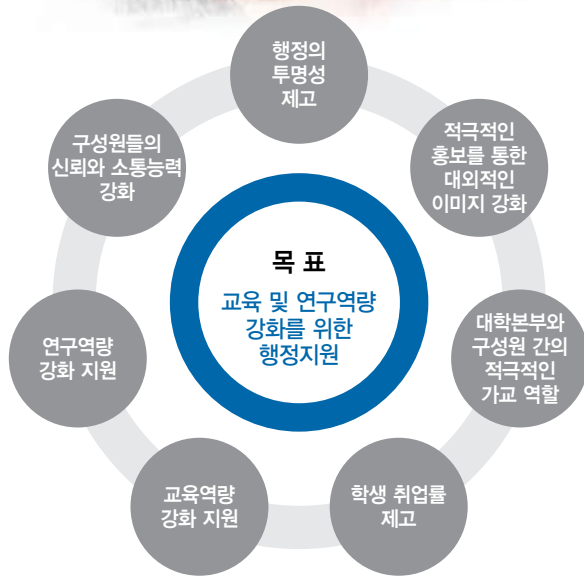 행정의
투명성
제고
적극적인
홍보를 통한
대외적인
이미지 강화
대학본부와
구성원 간의
적극적인
가교 역할
학생 취업률
제고
교육역량
강화 지원
연구역량
강화 지원
구성원들의
신뢰와 소통능력
강화
목 표
교육 및 연구역량
강화를 위한
행정지원